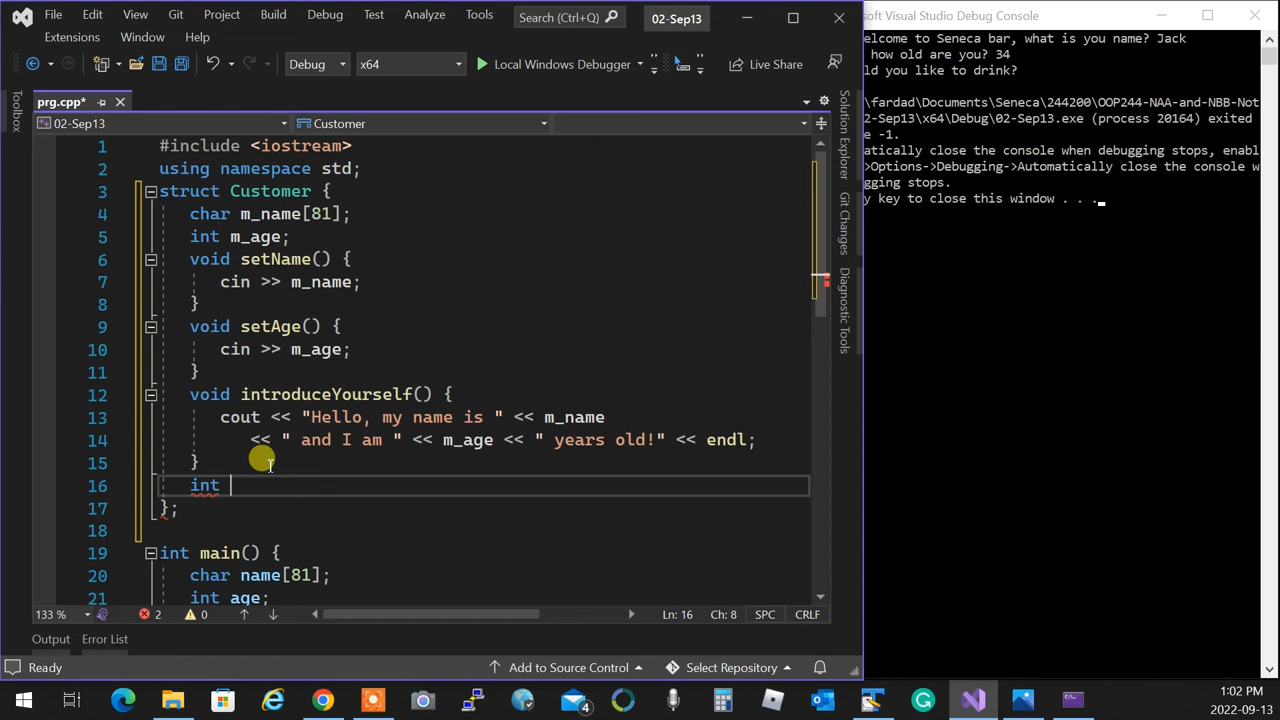 File Edit View Git Project Build Debug Test Analyze Tools Search (Ctrl+Q) 02-Sep13
Extensions Window Help
Debug x64 Local Windows Debugger Live Share
prg.cpp*
02-Sep13 Customer
1 #include <iostream>
2 using namespace std;
3 struct Customer {
4 char m_name[81];
5 int m_age;
6 void setName() {
7 cin >> m_name;
8 }
9 void setAge() {
10 cin >> m_age;
11 }
12 void introduceYourself() {
13 cout << "Hello, my name is " << m_name
14 << " and I am " << m_age << " years old!" << endl;
15 }
16 int
17 };
18
19 int main() {
20 char name[81];
21 int age;
133 % 2 0 Ln: 16 Ch: 8 SPC CRLF
Output Error List
Ready Add to Source Control Select Repository
Toolbox
Solution Explorer
Git Changes
Diagnostic Tools
soft Visual Studio Debug Console
elcome to Seneca bar, what is you name? Jack
how old are you? 34
ld you like to drink?
\fardad\Documents\Seneca\244200\OOP244-NAA-and-NBB-Not
2-Sep13\x64\Debug\02-Sep13.exe (process 20164) exited
e -1.
matically close the console when debugging stops, enabl
>Options->Debugging->Automatically close the console w
gging stops.
y key to close this window . . .
4
1:02 PM
2022-09-13